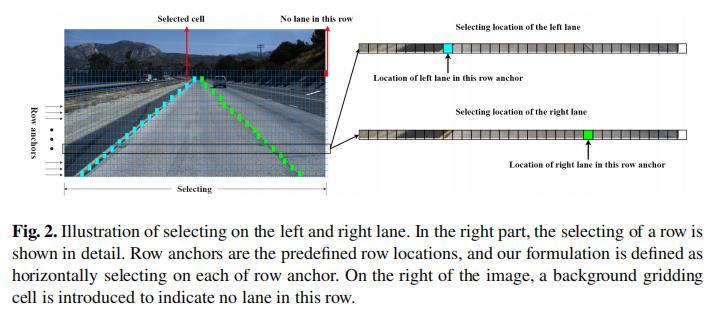 Selected cell
No lane in this row
Selecting location of the left lane
Location of left lane in this row anchor
Row anchors
Selecting location of the right lane
Location of right lane in this row anchor
Selecting
Fig. 2. Illustration of selecting on the left and right lane. In the right part, the selecting of a row is
shown in detail. Row anchors are the predefined row locations, and our formulation is defined as
horizontally selecting on each of row anchor. On the right of the image, a background gridding
cell is introduced to indicate no lane in this row.